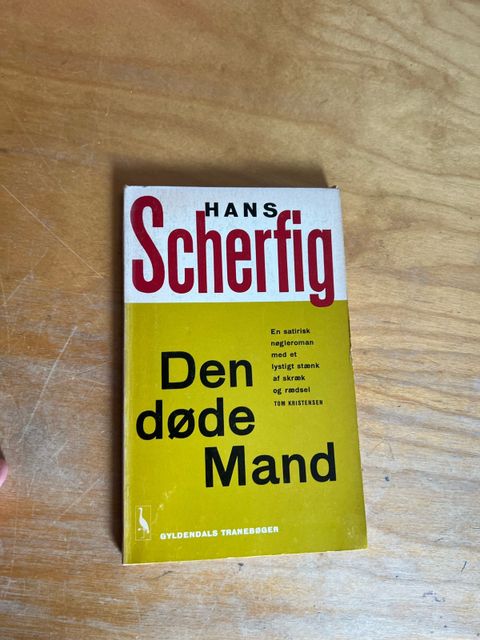 HANS
Scherfig
En satirisk
nøgleroman
med et
lystigt stænk
af skræk
og rædsel
TOM KRISTENSEN
Den
døde
Mand
GYLDENDALS TRANEBØGER